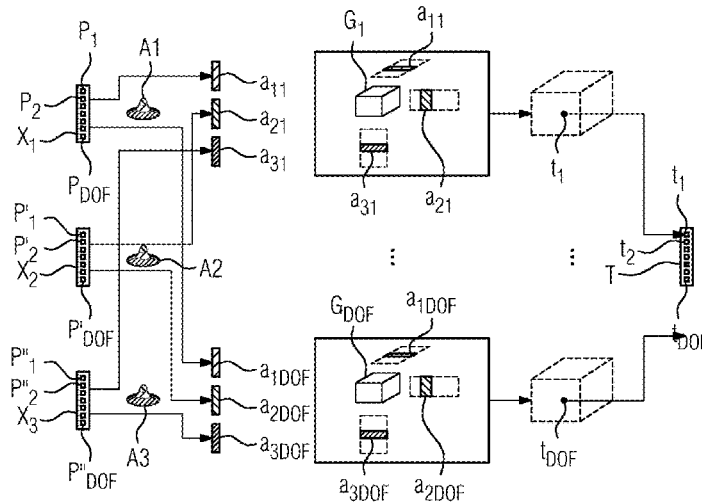 P1
A1
P2
X1
PDOF
a11
a21
a31
G1
a11
a31
a21
t1
P'1
P'2
X2
P'DOF
A2
...
...
t1
t2
T
tDOF
P"1
P"2
X3
P"DOF
A3
a1DOF
a2DOF
a3DOF
GDOF
a1DOF
a3DOF
a2DOF
tDOF